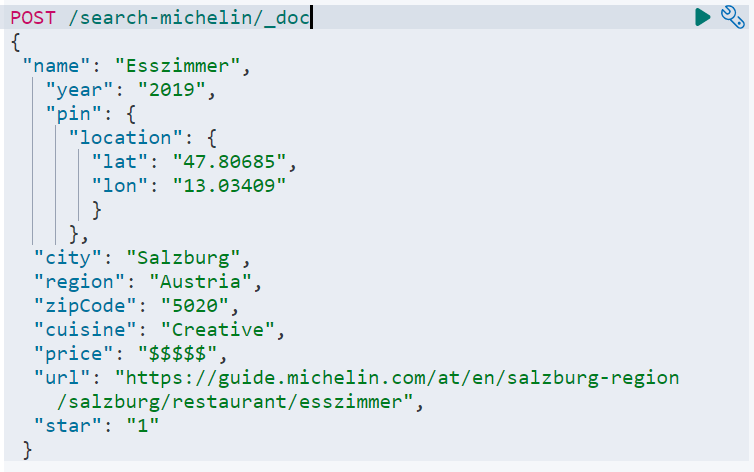 POST /search-michelin/_doc
{
"name": "Esszimmer",
"year": "2019",
"pin": {
"location": {
"lat": "47.80685",
"lon": "13.03409"
}
},
"city": "Salzburg",
"region": "Austria",
"zipCode": "5020",
"cuisine": "Creative",
"price": "$$$$$",
"url": "https://guide.michelin.com/at/en/salzburg-region
/salzburg/restaurant/esszimmer",
"star": "1"
}